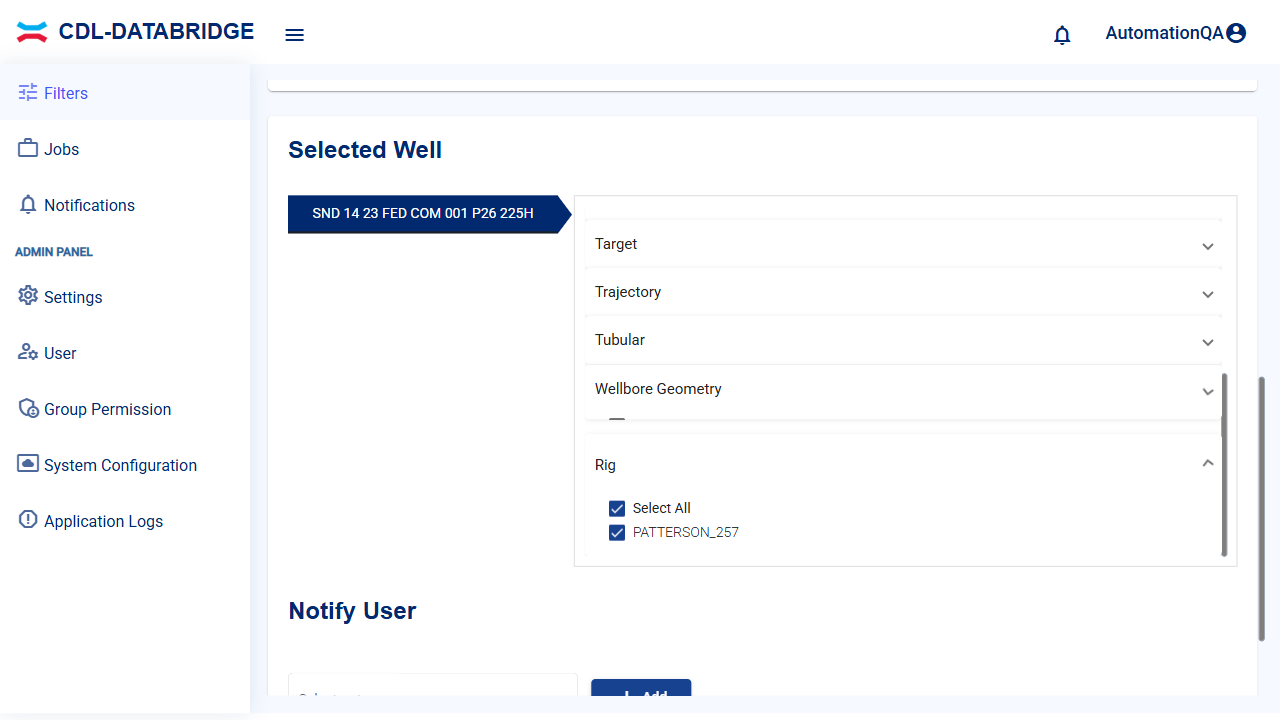 CDL-DATABRIDGE
AutomationQA
Filters
Jobs
Notifications
ADMIN PANEL
Settings
User
Group Permission
System Configuration
Application Logs
Selected Well
SND 14 23 FED COM 001 P26 225H
Target
Trajectory
Tubular
Wellbore Geometry
Rig
Select All
PATTERSON_257
Notify User
Add